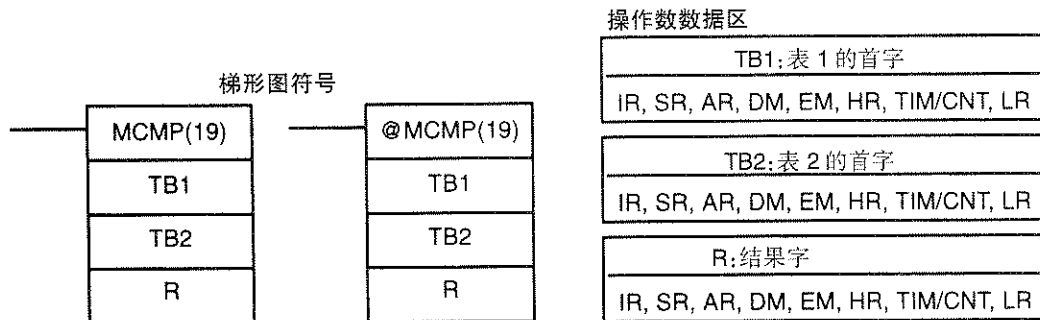 梯形图符号
MCMP(19)
TB1
TB2
R
@MCMP(19)
TB1
TB2
R
操作数数据区
TB1:表 1 的首字
IR, SR, AR, DM, EM, HR, TIM/CNT, LR
TB2:表 2 的首字
IR, SR, AR, DM, EM, HR, TIM/CNT, LR
R:结果字
IR, SR, AR, DM, EM, HR, TIM/CNT, LR